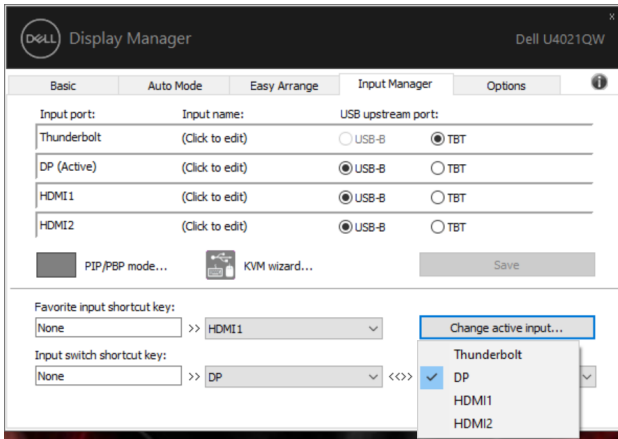 x
DELL Display Manager Dell U4021QW
Basic Auto Mode Easy Arrange Input Manager Options i
Input port: Input name: USB upstream port:
Thunderbolt (Click to edit) USB-B TBT
DP (Active) (Click to edit) USB-B TBT
HDMI1 (Click to edit) USB-B TBT
HDMI2 (Click to edit) USB-B TBT
PIP/PBP mode... KVM wizard... Save
Favorite input shortcut key:
None >> HDMI1 Change active input...
Input switch shortcut key:
None >> DP <<>>
Thunderbolt
DP
HDMI1
HDMI2